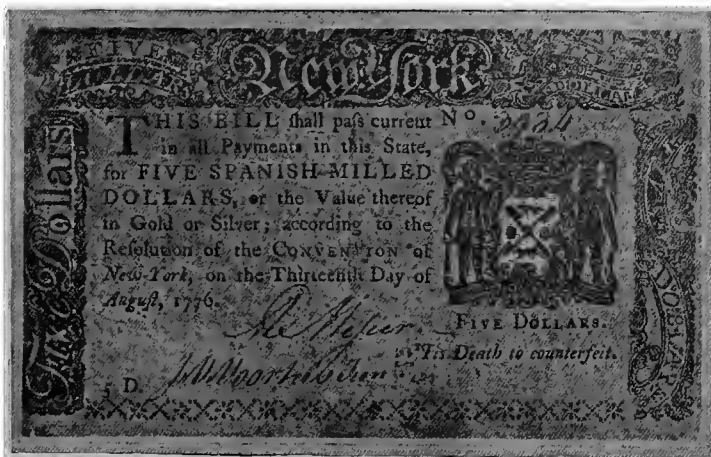 FIVE
DOLLARS
New York
DOLLARS
Five Dollars
THIS BILL ſhall paſs current
in all Payments in this State,
for FIVE SPANISH MILLED
DOLLARS, or the Value thereof
in Gold or Silver; according to the
Reſolution of the CONVENTION of
New-York, on the Thirteenth Day of
Auguſt, 1776.
No.
FIVE DOLLARS.
'Tis Death to counterfeit.
5 D.
DOLLARS